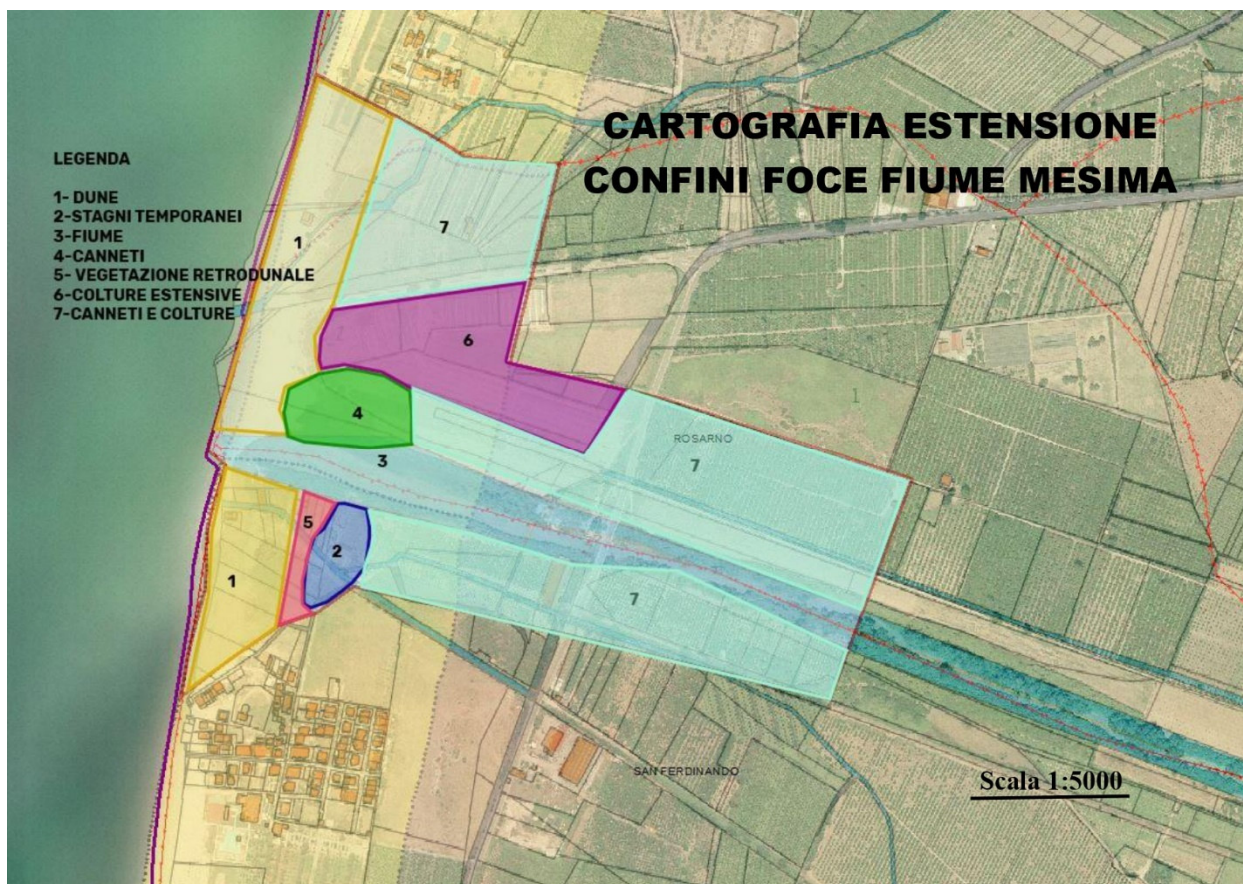 CARTOGRAFIA ESTENSIONE
CONFINI FOCE FIUME MESIMA
LEGENDA
1- DUNE
2-STAGNI TEMPORANEI
3-FIUME
4-CANNETI
5- VEGETAZIONE RETRODUNALE
6-COLTURE ESTENSIVE
7-CANNETI E COLTURE
7
1
6
1
4
ROSARNO
3
7
5
2
1
7
SAN FERDINANDO
Scala 1:5000